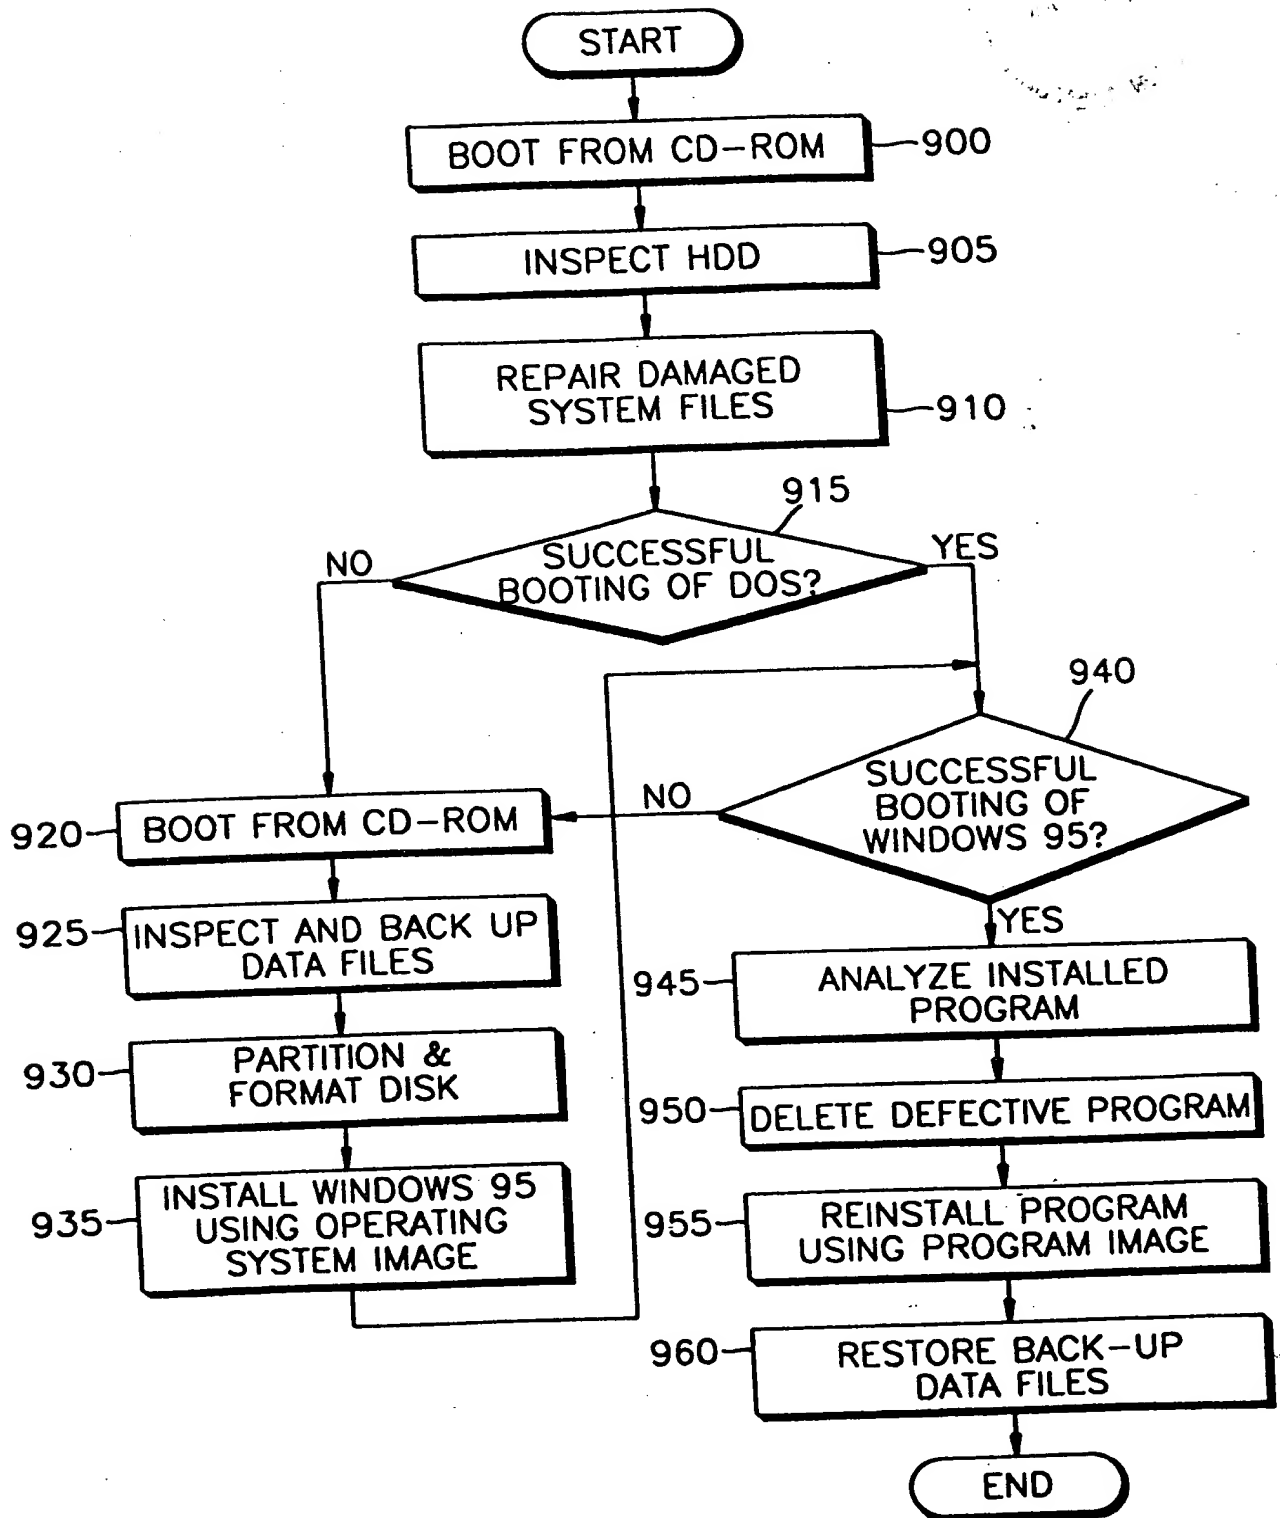 START
BOOT FROM CD-ROM
900
INSPECT HDD
905
REPAIR DAMAGED
SYSTEM FILES
910
915
SUCCESSFUL
BOOTING OF DOS?
NO
YES
940
SUCCESSFUL
BOOTING OF
WINDOWS 95?
NO
YES
920
BOOT FROM CD-ROM
925
INSPECT AND BACK UP
DATA FILES
930
PARTITION &
FORMAT DISK
935
INSTALL WINDOWS 95
USING OPERATING
SYSTEM IMAGE
945
ANALYZE INSTALLED
PROGRAM
950
DELETE DEFECTIVE PROGRAM
955
REINSTALL PROGRAM
USING PROGRAM IMAGE
960
RESTORE BACK-UP
DATA FILES
END